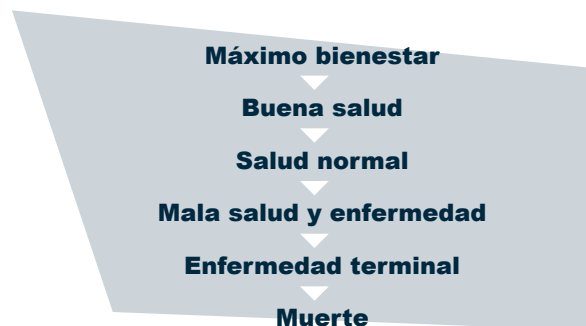 Máximo bienestar
Buena salud
Salud normal
Mala salud y enfermedad
Enfermedad terminal
Muerte